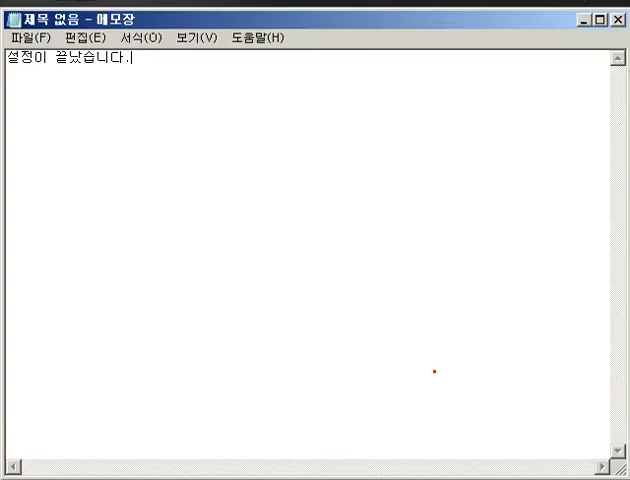 제목 없음 - 메모장
파일(F) 편집(E) 서식(O) 보기(V) 도움말(H)
설정이 끝났습니다.